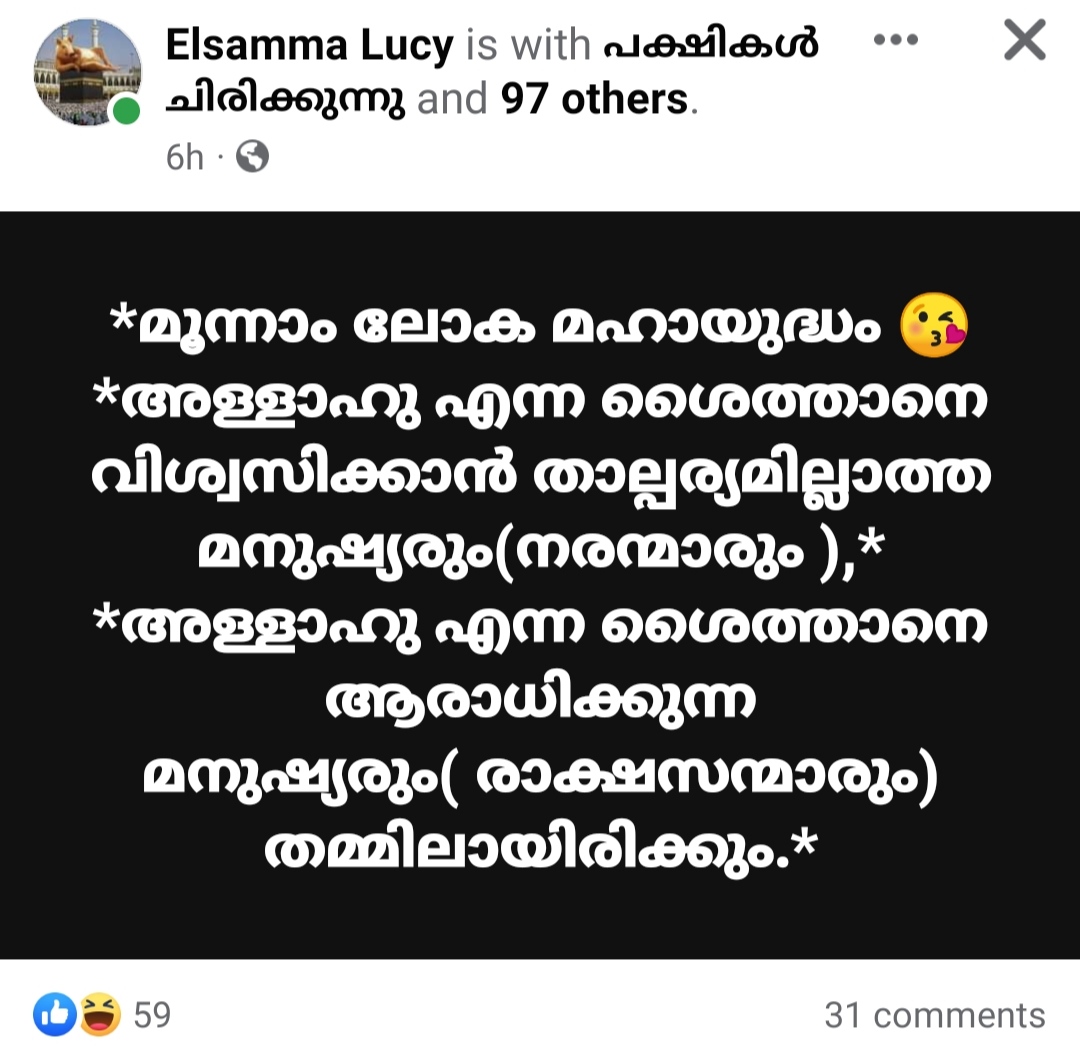 Elsamma Lucy is with പക്ഷികൾ
ചിരിക്കുന്നു and 97 others.
6h ·
*മൂന്നാം ലോക മഹായുദ്ധം 😘
*അള്ളാഹു എന്ന ശൈത്താനെ
വിശ്വസിക്കാൻ താല്പര്യമില്ലാത്ത
മനുഷ്യരും(നരന്മാരും ),*
*അള്ളാഹു എന്ന ശൈത്താനെ
ആരാധിക്കുന്ന
മനുഷ്യരും( രാക്ഷസന്മാരും)
തമ്മിലായിരിക്കും.*
59
31 comments